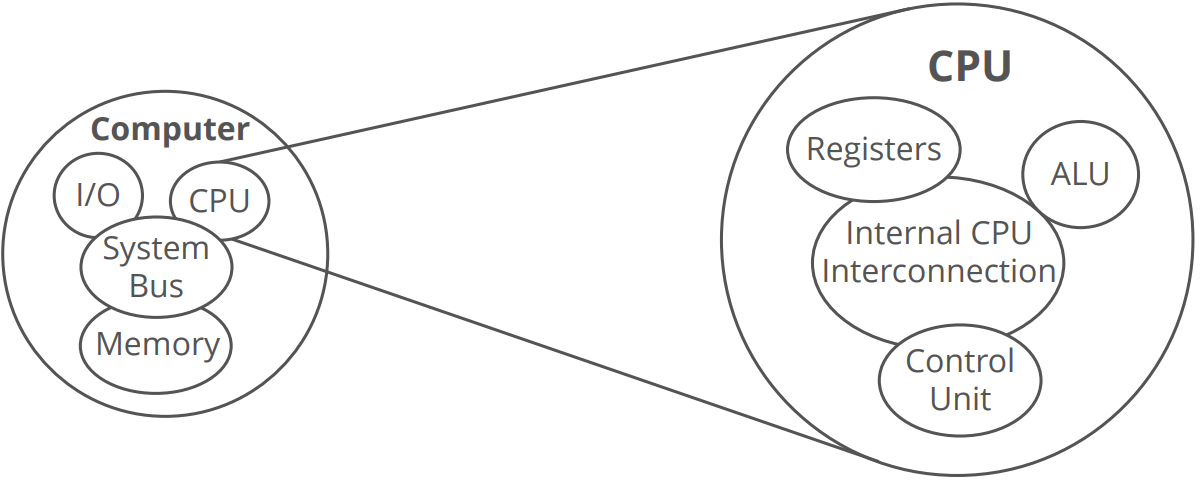 Computer
I/O
CPU
System
Bus
Memory
CPU
Registers
ALU
Internal CPU
Interconnection
Control
Unit